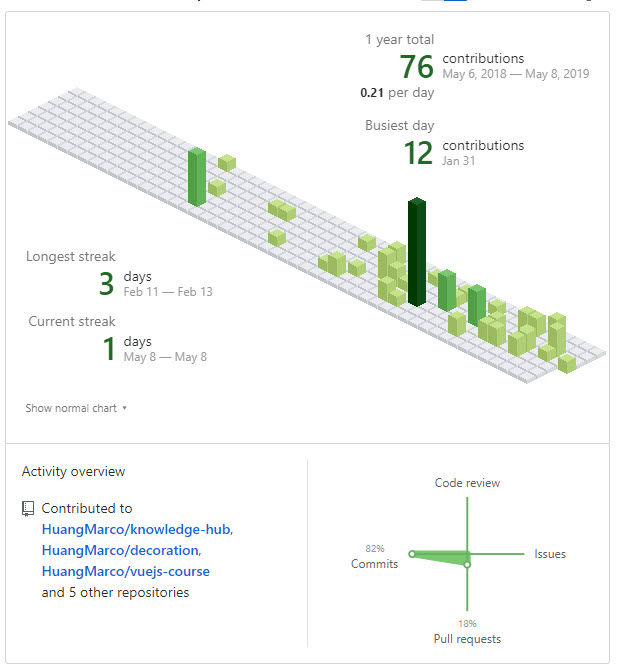 1 year total
76 contributions
May 6, 2018 — May 8, 2019
0.21 per day
Busiest day
12 contributions
Jan 31
Longest streak
3 days
Feb 11 — Feb 13
Current streak
1 days
May 8 — May 8
Show normal chart
Activity overview
Contributed to
HuangMarco/knowledge-hub,
HuangMarco/decoration,
HuangMarco/vuejs-course
and 5 other repositories
Code review
82%
Commits
Issues
18%
Pull requests